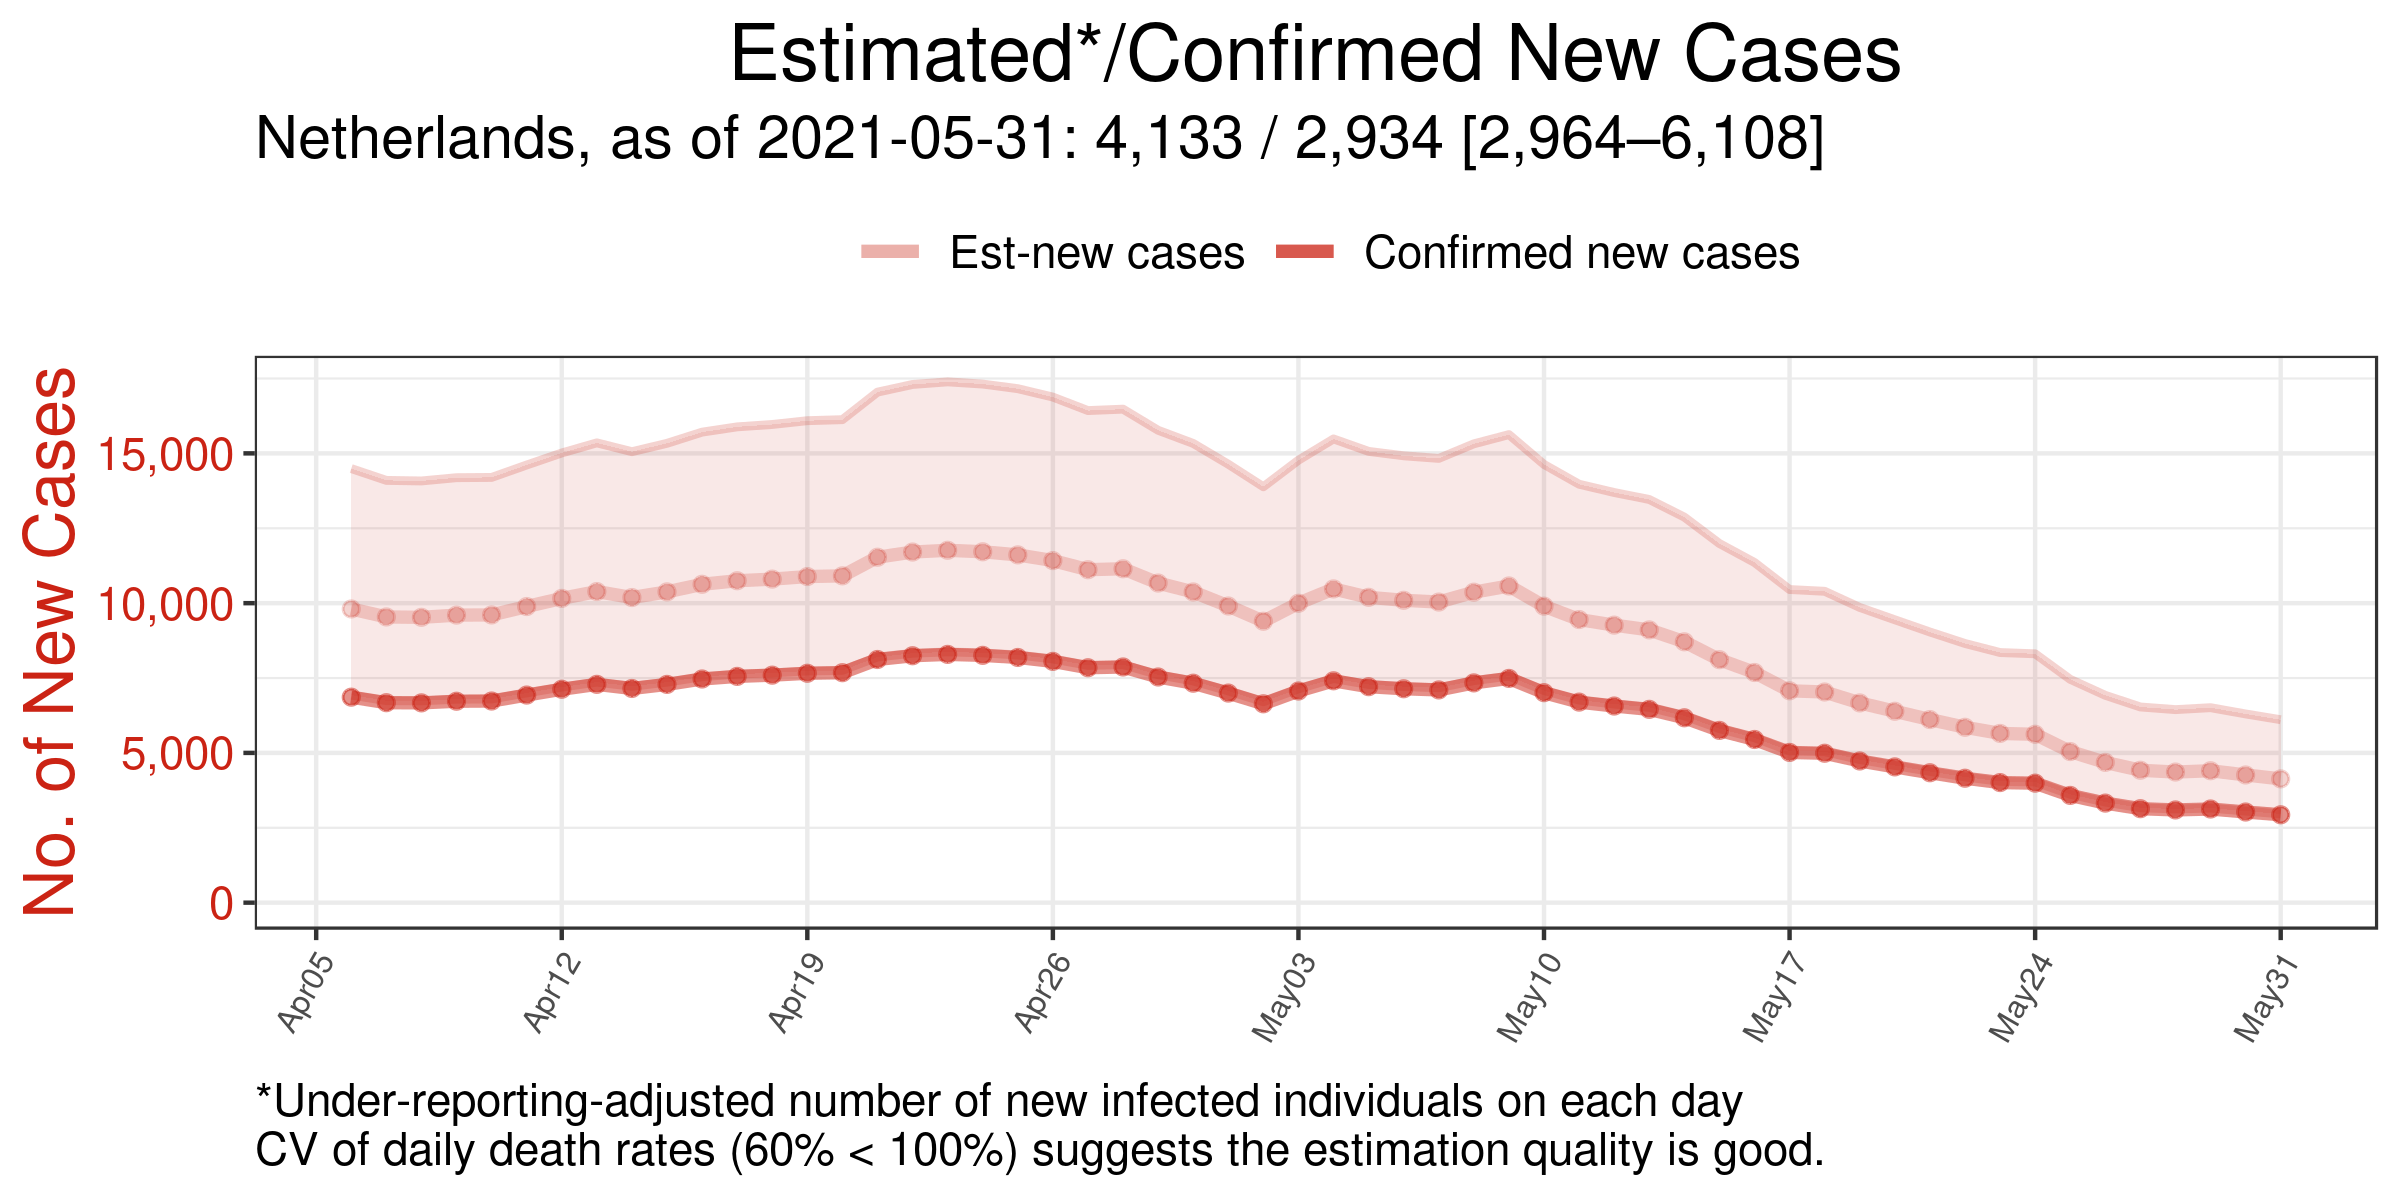 Estimated*/Confirmed New Cases
Netherlands, as of 2021-05-31: 4,133 / 2,934 [2,964–6,108]
Est-new cases
Confirmed new cases
No. of New Cases
15,000
10,000
5,000
0
Apr05
Apr12
Apr19
Apr26
May03
May10
May17
May24
May31
*Under-reporting-adjusted number of new infected individuals on each day
CV of daily death rates (60% < 100%) suggests the estimation quality is good.